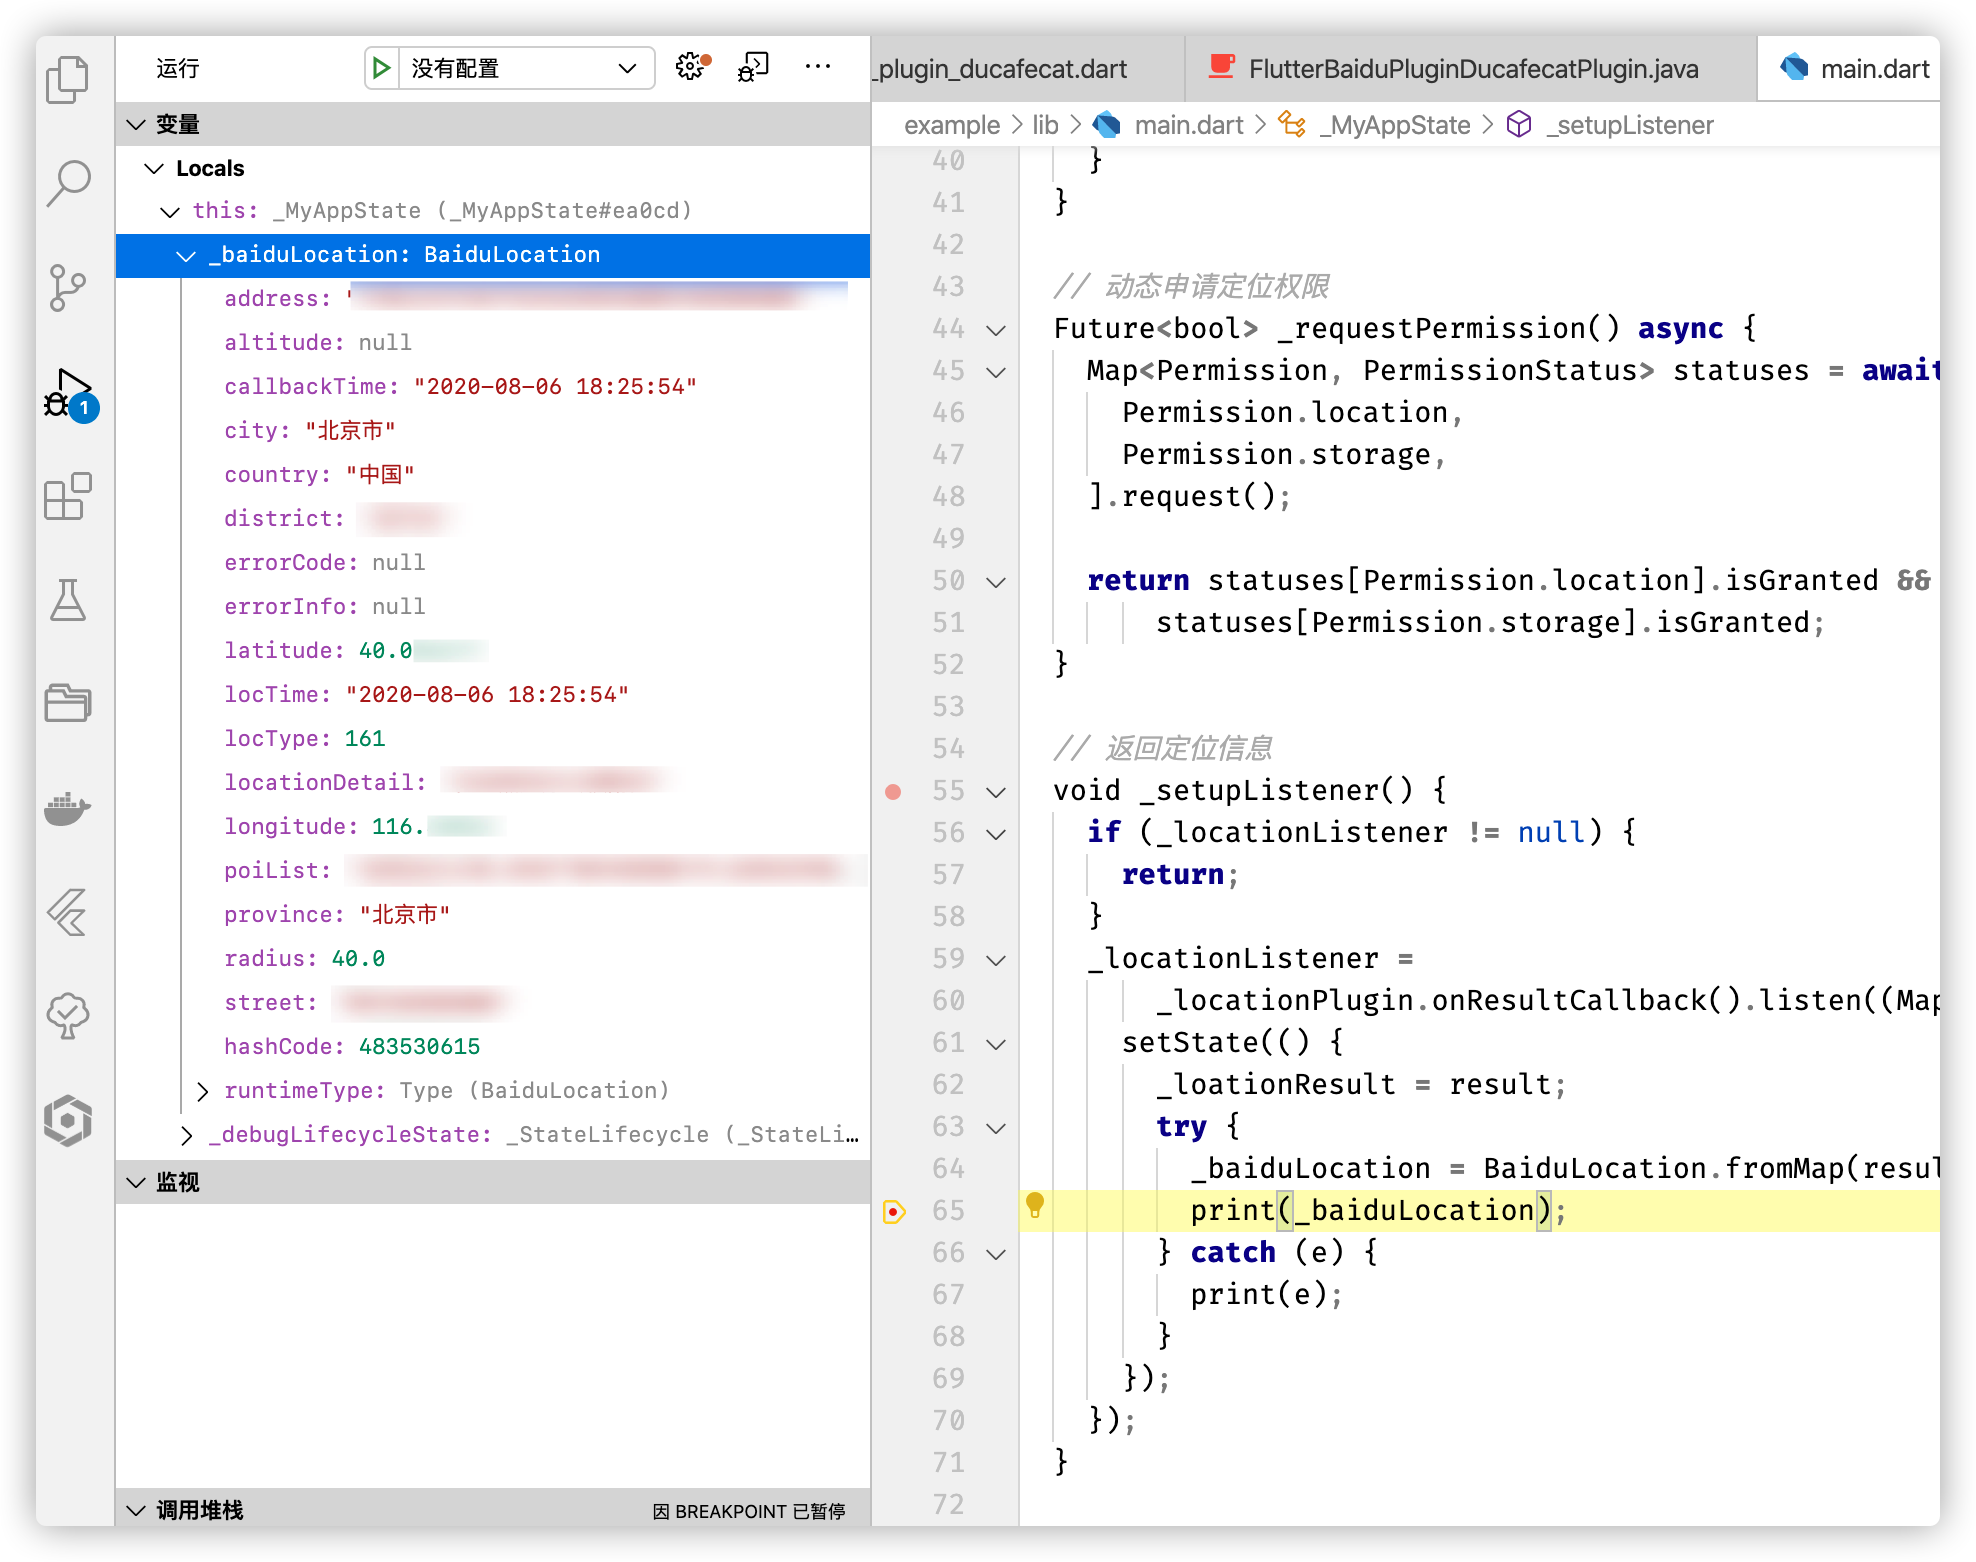 运行
没有配置
变量
Locals
this: _MyAppState (_MyAppState#ea0cd)
_baiduLocation: BaiduLocation
address: '
altitude: null
callbackTime: "2020-08-06 18:25:54"
city: "北京市"
country: "中国"
district:
errorCode: null
errorInfo: null
latitude: 40.0
locTime: "2020-08-06 18:25:54"
locType: 161
locationDetail:
longitude: 116.
poiList:
province: "北京市"
radius: 40.0
street:
hashCode: 483530615
runtimeType: Type (BaiduLocation)
_debugLifecycleState: _StateLifecycle (_StateLi…
监视
调用堆栈
因 BREAKPOINT 已暂停
1
_plugin_ducafecat.dart
FlutterBaiduPluginDucafecatPlugin.java
main.dart
example > lib > main.dart > _MyAppState > _setupListener
40 }
41 }
42
43 // 动态申请定位权限
44 Future<bool> _requestPermission() async {
45 Map<Permission, PermissionStatus> statuses = await
46 Permission.location,
47 Permission.storage,
48 ].request();
49
50 return statuses[Permission.location].isGranted &&
51 statuses[Permission.storage].isGranted;
52 }
53
54 // 返回定位信息
55 void _setupListener() {
56 if (_locationListener != null) {
57 return;
58 }
59 _locationListener =
60 _locationPlugin.onResultCallback().listen((Map
61 setState(() {
62 _loationResult = result;
63 try {
64 _baiduLocation = BaiduLocation.fromMap(resul
65 print(_baiduLocation);
66 } catch (e) {
67 print(e);
68 }
69 });
70 });
71 }
72